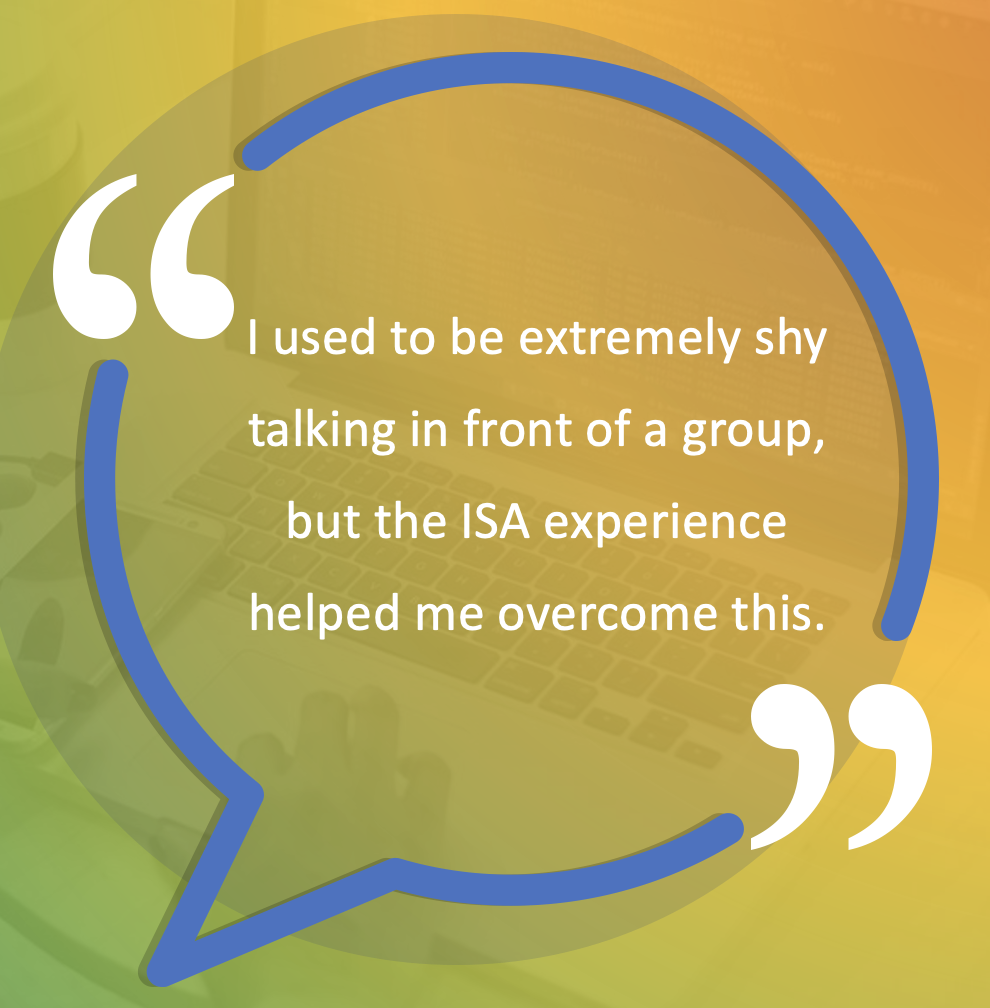 “I used to be extremely shy
talking in front of a group,
but the ISA experience
helped me overcome this.”